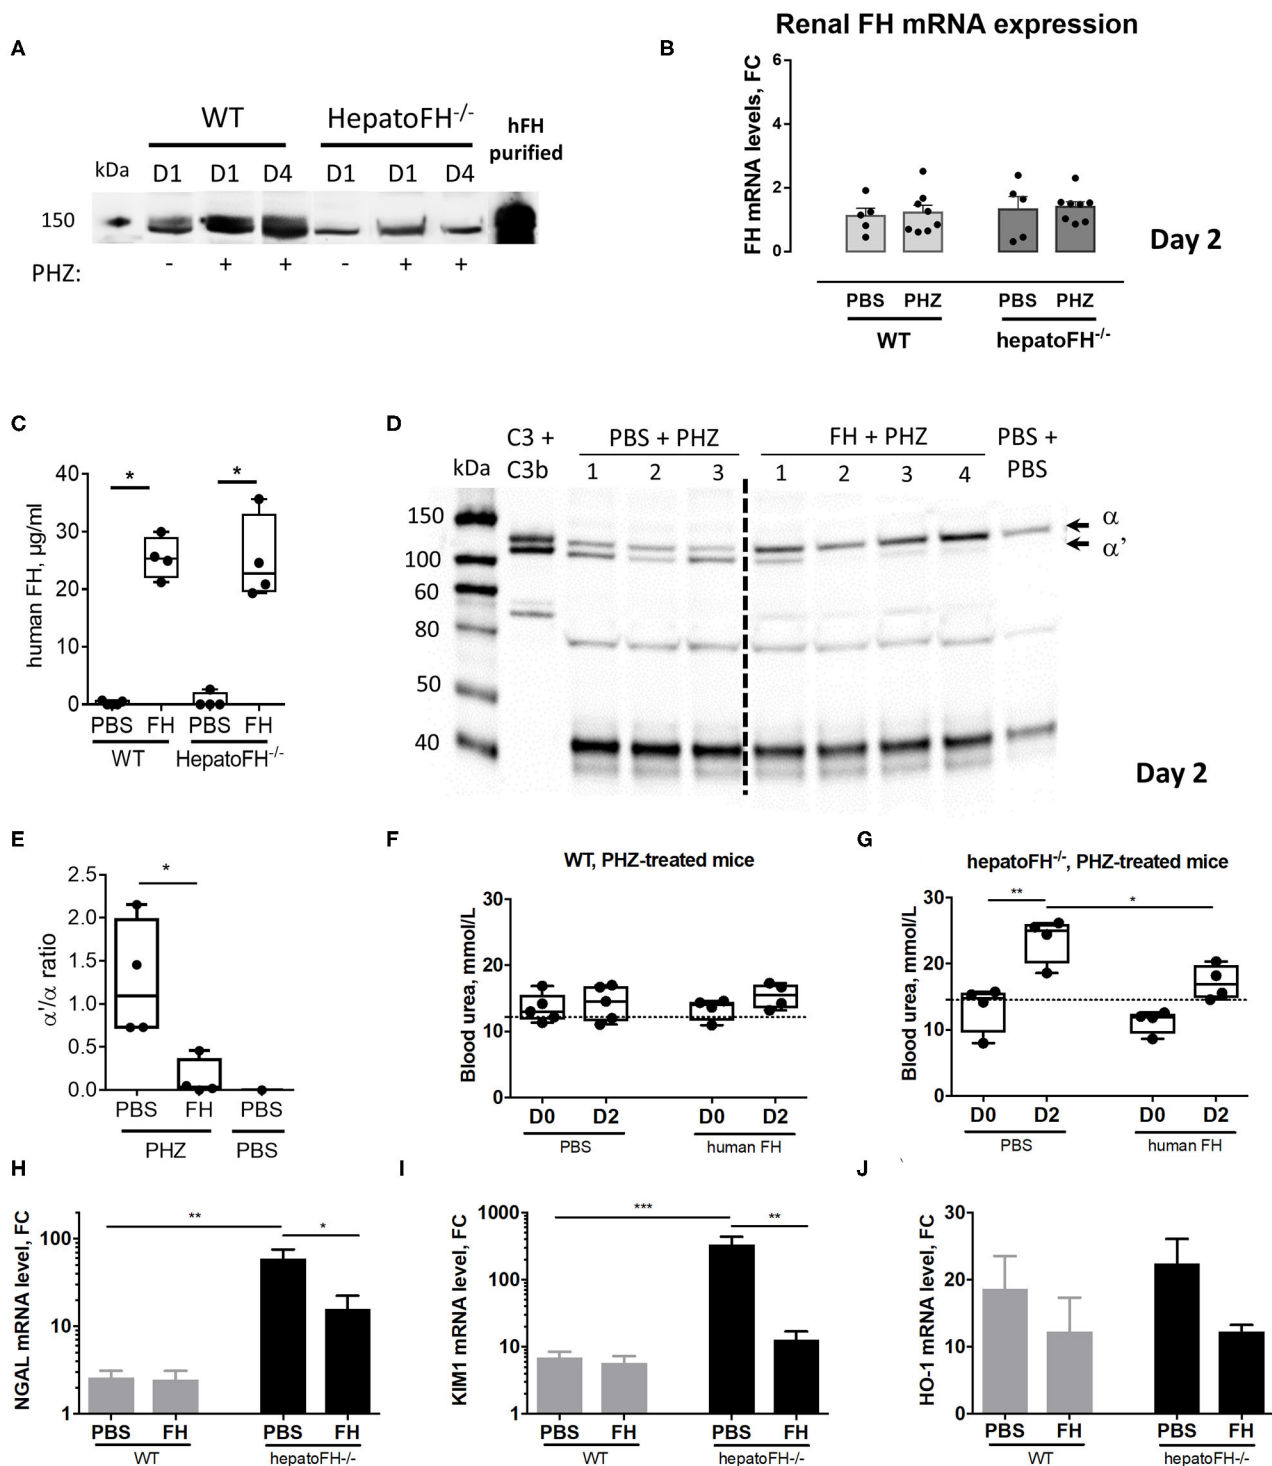 Renal FH mRNA expression
A
WT
HepatoFH-/-
hFH
purified
kDa
D1
D1
D4
D1
D1
D4
150
PHZ:
-
+
+
-
+
+
B
FH mRNA levels, FC
6
4
2
0
PBS
PHZ
PBS
PHZ
WT
hepatoFH-/-
Day 2
C
human FH, µg/ml
40
30
20
10
0
*
*
PBS
FH
PBS
FH
WT
HepatoFH-/-
D
kDa
C3 +
C3b
PBS + PHZ
1
2
3
FH + PHZ
1
2
3
4
PBS +
PBS
150
100
60
80
50
40
α
α'
Day 2
E
α'/α ratio
2.5
2.0
1.5
1.0
0.5
0.0
*
PBS
FH
PBS
PHZ
PBS
F
WT, PHZ-treated mice
Blood urea, mmol/L
30
20
10
0
D0
D2
D0
D2
PBS
human FH
G
hepatoFH-/-, PHZ-treated mice
Blood urea, mmol/L
30
20
10
0
**
*
D0
D2
D0
D2
PBS
human FH
H
NGAL mRNA level, FC
100
10
1
**
*
PBS
FH
PBS
FH
WT
hepatoFH-/-
I
KIM1 mRNA level, FC
1000
100
10
1
***
**
PBS
FH
PBS
FH
WT
hepatoFH-/-
J
HO-1 mRNA level, FC
30
20
10
0
PBS
FH
PBS
FH
WT
hepatoFH-/-